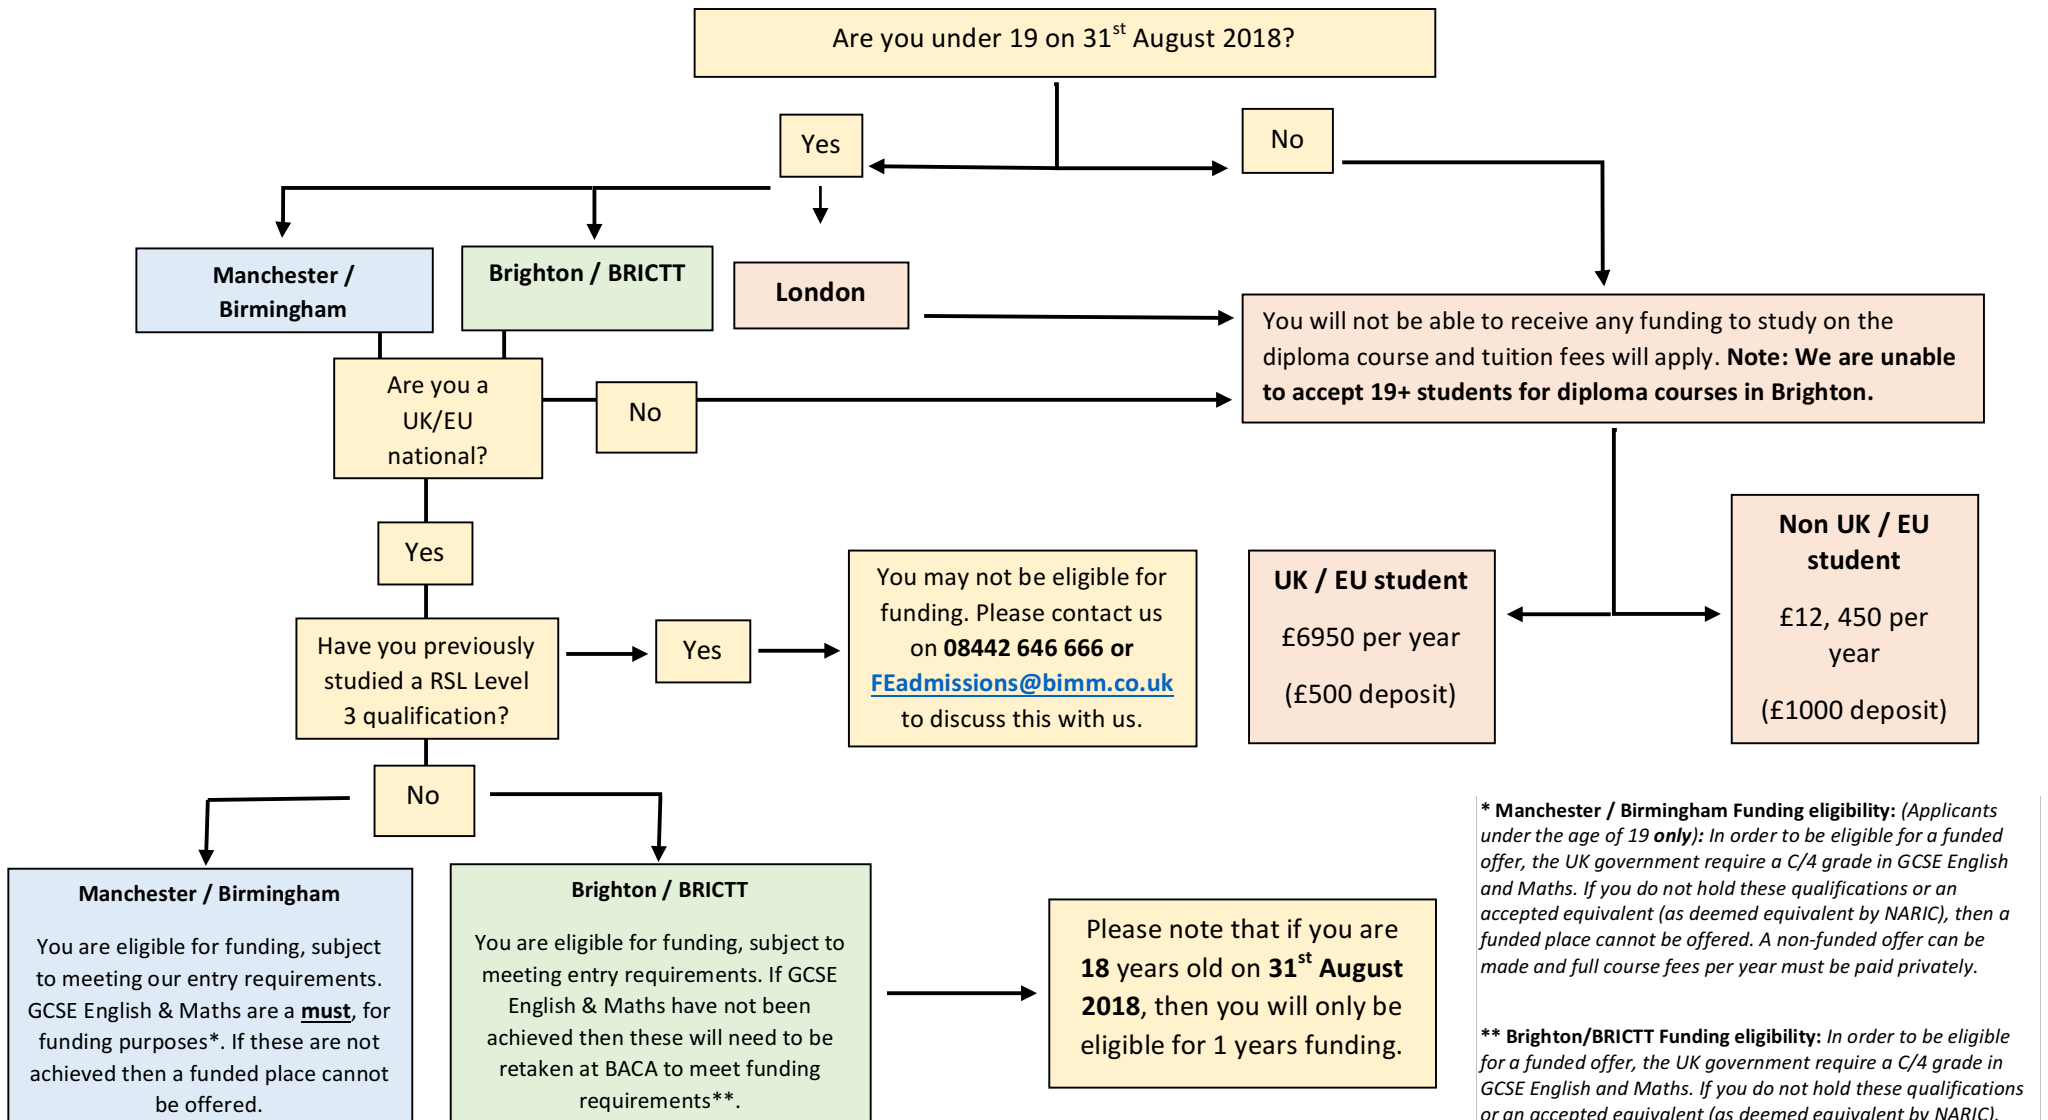 Are you under 19 on 31st August 2018?
Yes
No
Manchester /
Birmingham
Brighton / BRICTT
London
You will not be able to receive any funding to study on the
diploma course and tuition fees will apply. Note: We are unable
to accept 19+ students for diploma courses in Brighton.
Are you a
UK/EU
national?
No
Yes
Have you previously
studied a RSL Level
3 qualification?
Yes
You may not be eligible for
funding. Please contact us
on 08442 646 666 or
FEadmissions@bimm.co.uk
to discuss this with us.
UK / EU student
£6950 per year
(£500 deposit)
Non UK / EU
student
£12, 450 per
year
(£1000 deposit)
No
Manchester / Birmingham
You are eligible for funding, subject
to meeting our entry requirements.
GCSE English & Maths are a must, for
funding purposes*. If these are not
achieved then a funded place cannot
be offered.
Brighton / BRICTT
You are eligible for funding, subject to
meeting entry requirements. If GCSE
English & Maths have not been
achieved then these will need to be
retaken at BACA to meet funding
requirements**.
Please note that if you are
18 years old on 31st August
2018, then you will only be
eligible for 1 years funding.
* Manchester / Birmingham Funding eligibility: (Applicants
under the age of 19 only): In order to be eligible for a funded
offer, the UK government require a C/4 grade in GCSE English
and Maths. If you do not hold these qualifications or an
accepted equivalent (as deemed equivalent by NARIC), then a
funded place cannot be offered. A non-funded offer can be
made and full course fees per year must be paid privately.
** Brighton/BRICTT Funding eligibility: In order to be eligible
for a funded offer, the UK government require a C/4 grade in
GCSE English and Maths. If you do not hold these qualifications
or an accepted equivalent (as deemed equivalent by NARIC),